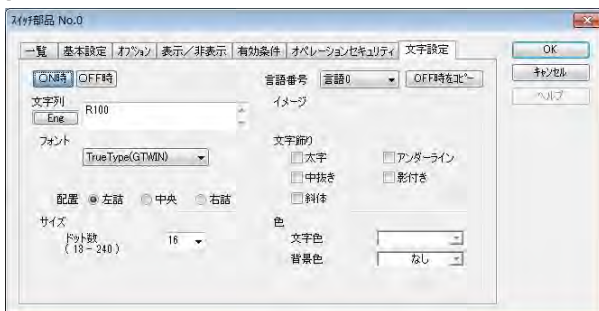 スイッチ部品 No.0
一覧 基本設定 オプション 表示／非表示 有効条件 オペレーションセキュリティ 文字設定
OK
キャンセル
ヘルプ
ON時 OFF時
言語番号 言語0 OFF時をコピー
文字列
Eng
R100
イメージ
フォント
TrueType(GTWIN)
文字飾り
太字 アンダーライン
中抜き 影付き
斜体
配置 左詰 中央 右詰
サイズ
ドット数 16
(18－240)
色
文字色
背景色 なし